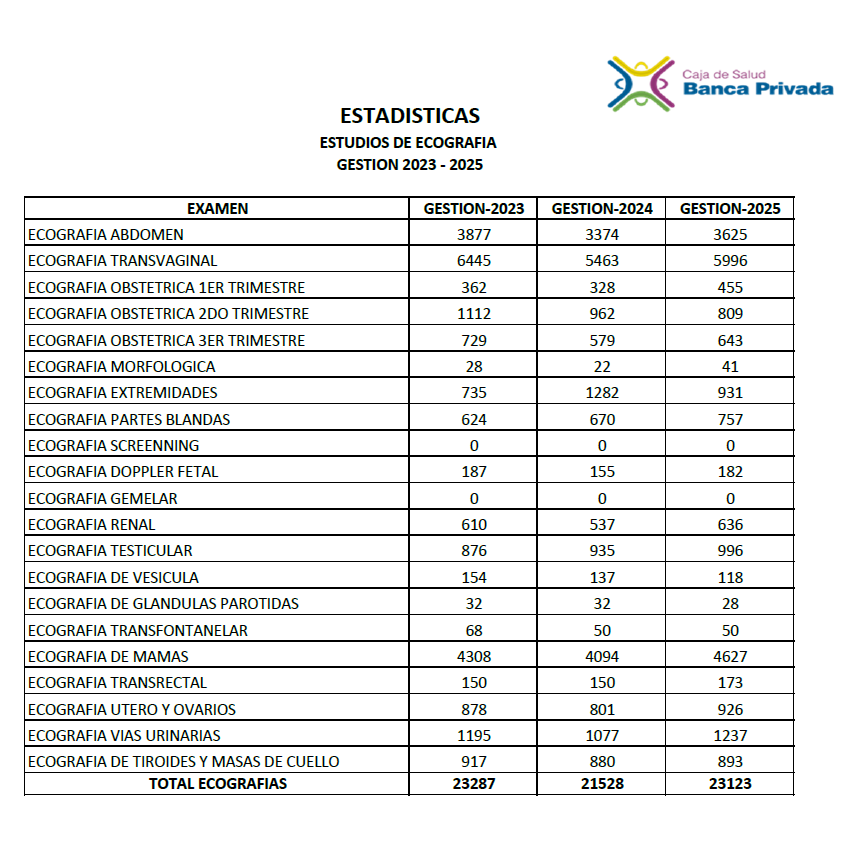 Caja de Salud
Banca Privada
ESTADISTICAS
ESTUDIOS DE ECOGRAFIA
GESTION 2023 - 2025
EXAMEN GESTION-2023 GESTION-2024 GESTION-2025
ECOGRAFIA ABDOMEN 3877 3374 3625
ECOGRAFIA TRANSVAGINAL 6445 5463 5996
ECOGRAFIA OBSTETRICA 1ER TRIMESTRE 362 328 455
ECOGRAFIA OBSTETRICA 2DO TRIMESTRE 1112 962 809
ECOGRAFIA OBSTETRICA 3ER TRIMESTRE 729 579 643
ECOGRAFIA MORFOLOGICA 28 22 41
ECOGRAFIA EXTREMIDADES 735 1282 931
ECOGRAFIA PARTES BLANDAS 624 670 757
ECOGRAFIA SCREENNING 0 0 0
ECOGRAFIA DOPPLER FETAL 187 155 182
ECOGRAFIA GEMELAR 0 0 0
ECOGRAFIA RENAL 610 537 636
ECOGRAFIA TESTICULAR 876 935 996
ECOGRAFIA DE VESICULA 154 137 118
ECOGRAFIA DE GLANDULAS PAROTIDAS 32 32 28
ECOGRAFIA TRANSFONTANELAR 68 50 50
ECOGRAFIA DE MAMAS 4308 4094 4627
ECOGRAFIA TRANSRECTAL 150 150 173
ECOGRAFIA UTERO Y OVARIOS 878 801 926
ECOGRAFIA VIAS URINARIAS 1195 1077 1237
ECOGRAFIA DE TIROIDES Y MASAS DE CUELLO 917 880 893
TOTAL ECOGRAFIAS 23287 21528 23123